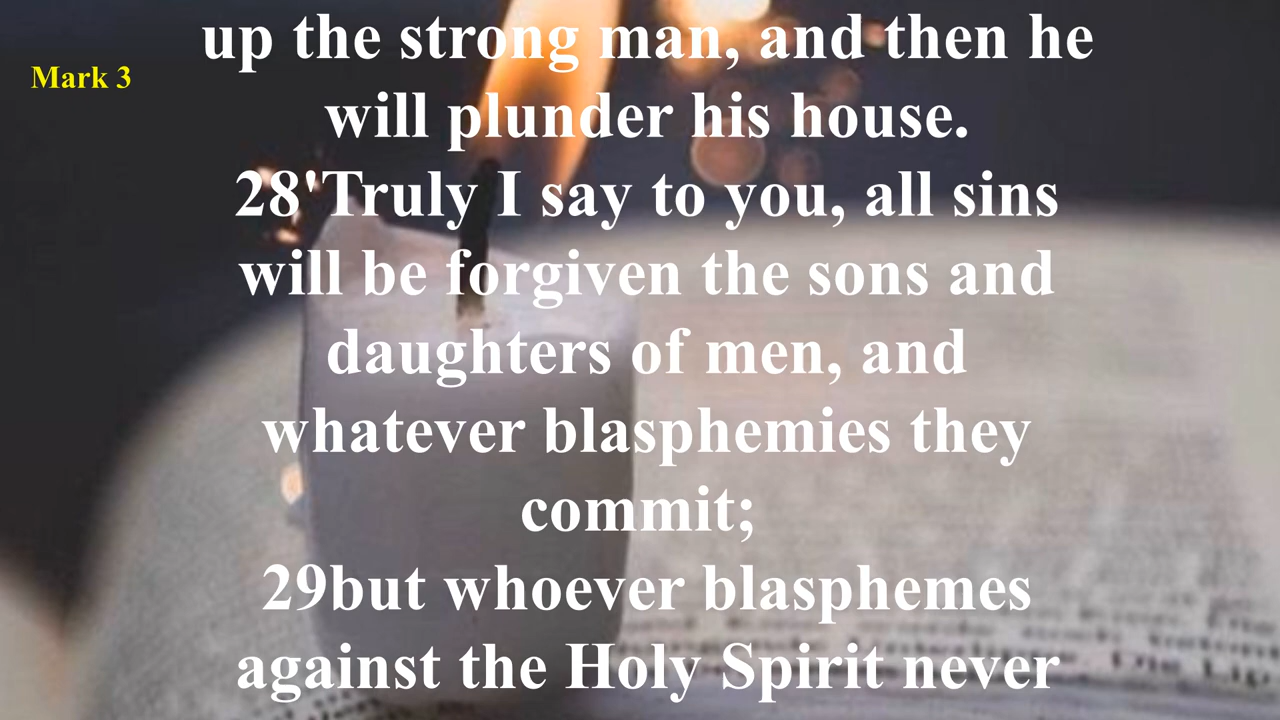 up the strong man, and then he
Mark 3
will plunder his house.
28'Truly I say to you, all sins
will be forgiven the sons and
daughters of men, and
whatever blasphemies they
commit;
29but whoever blasphemes
against the Holy Spirit never